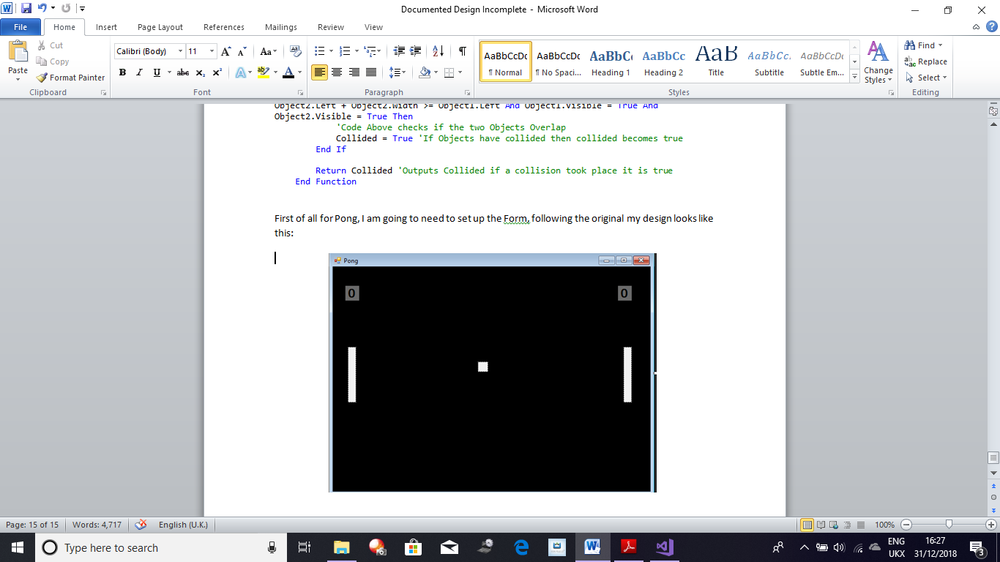 Documented Design Incomplete - Microsoft Word
File Home Insert Page Layout References Mailings Review View
Paste
Cut
Copy
Format Painter
Clipboard
Calibri (Body) 11
Font
Paragraph
AaBbCcDc AaBbCcDc AaBbCc AaBbCc AaB AaBbCc. AaBbCcDc
¶ Normal ¶ No Spaci... Heading 1 Heading 2 Title Subtitle Subtle Em...
Styles
Change Styles
Find
Replace
Select
Editing
Object2.Left + Object2.Width >= Object1.Left And Object1.Visible = True And
Object2.Visible = True Then
'Code Above checks if the two Objects Overlap
Collided = True 'If Objects have collided then collided becomes true
End If
Return Collided 'Outputs Collided if a collision took place it is true
End Function
First of all for Pong, I am going to need to set up the Form, following the original my design looks like
this:
Pong
0 0
Page: 15 of 15 Words: 4,717 English (U.K.) 100%
Type here to search
ENG
UKX
16:27
31/12/2018
3